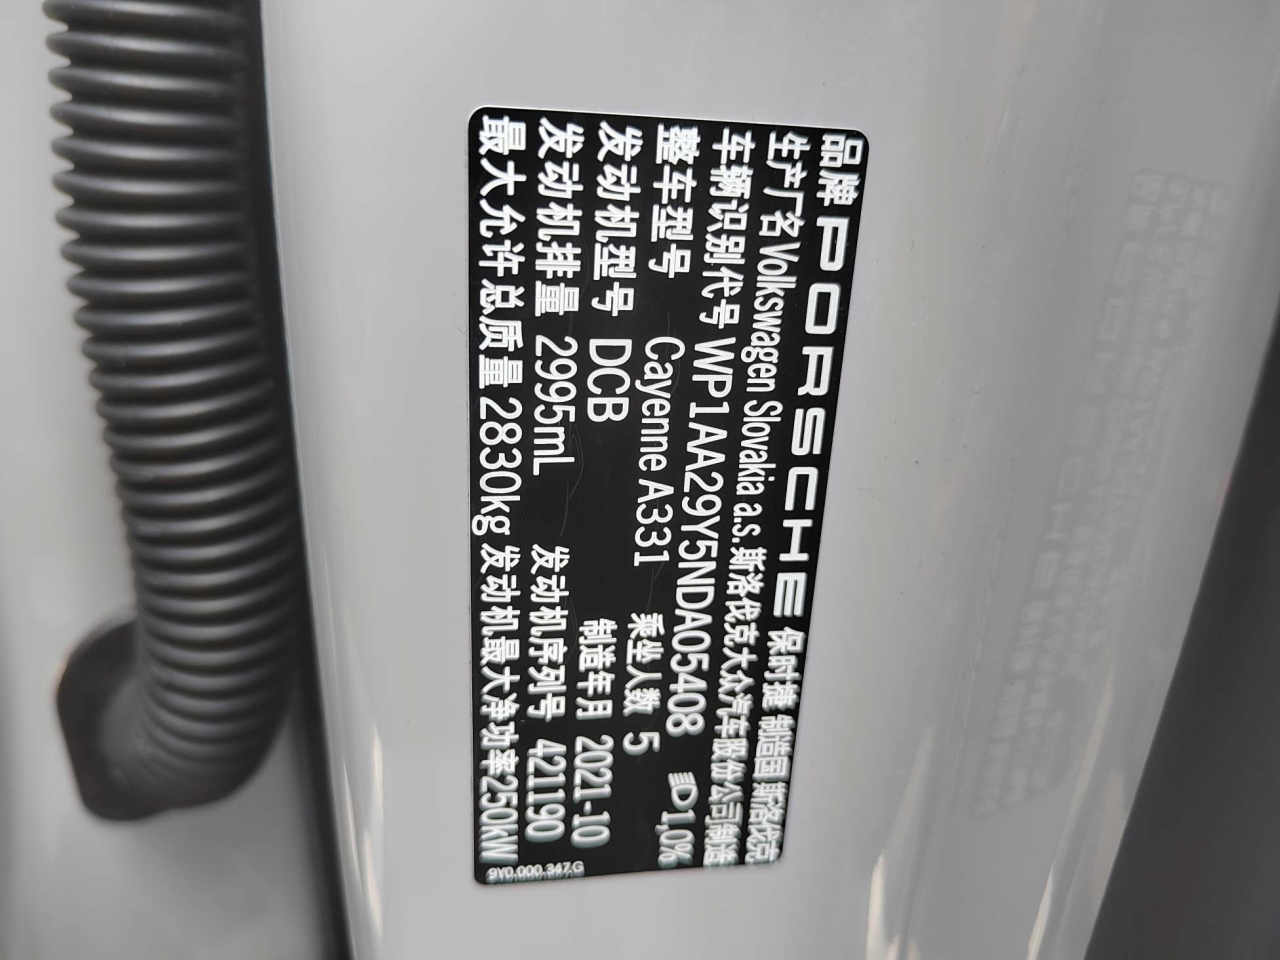 品牌 PORSCHE 保时捷 制造国 斯洛伐克
生产厂名 Volkswagen Slovakia a.s. 斯洛伐克大众汽车股份公司制造
车辆识别代号 WP1AA29Y5NDA05408 1,0%
整车型号 Cayenne A331 乘坐人数 5
发动机型号 DCB 制造年月 2021-10
发动机排量 2995mL 发动机序列号 421190
最大允许总质量 2830kg 发动机最大净功率 250kW
9Y0.000.347.G